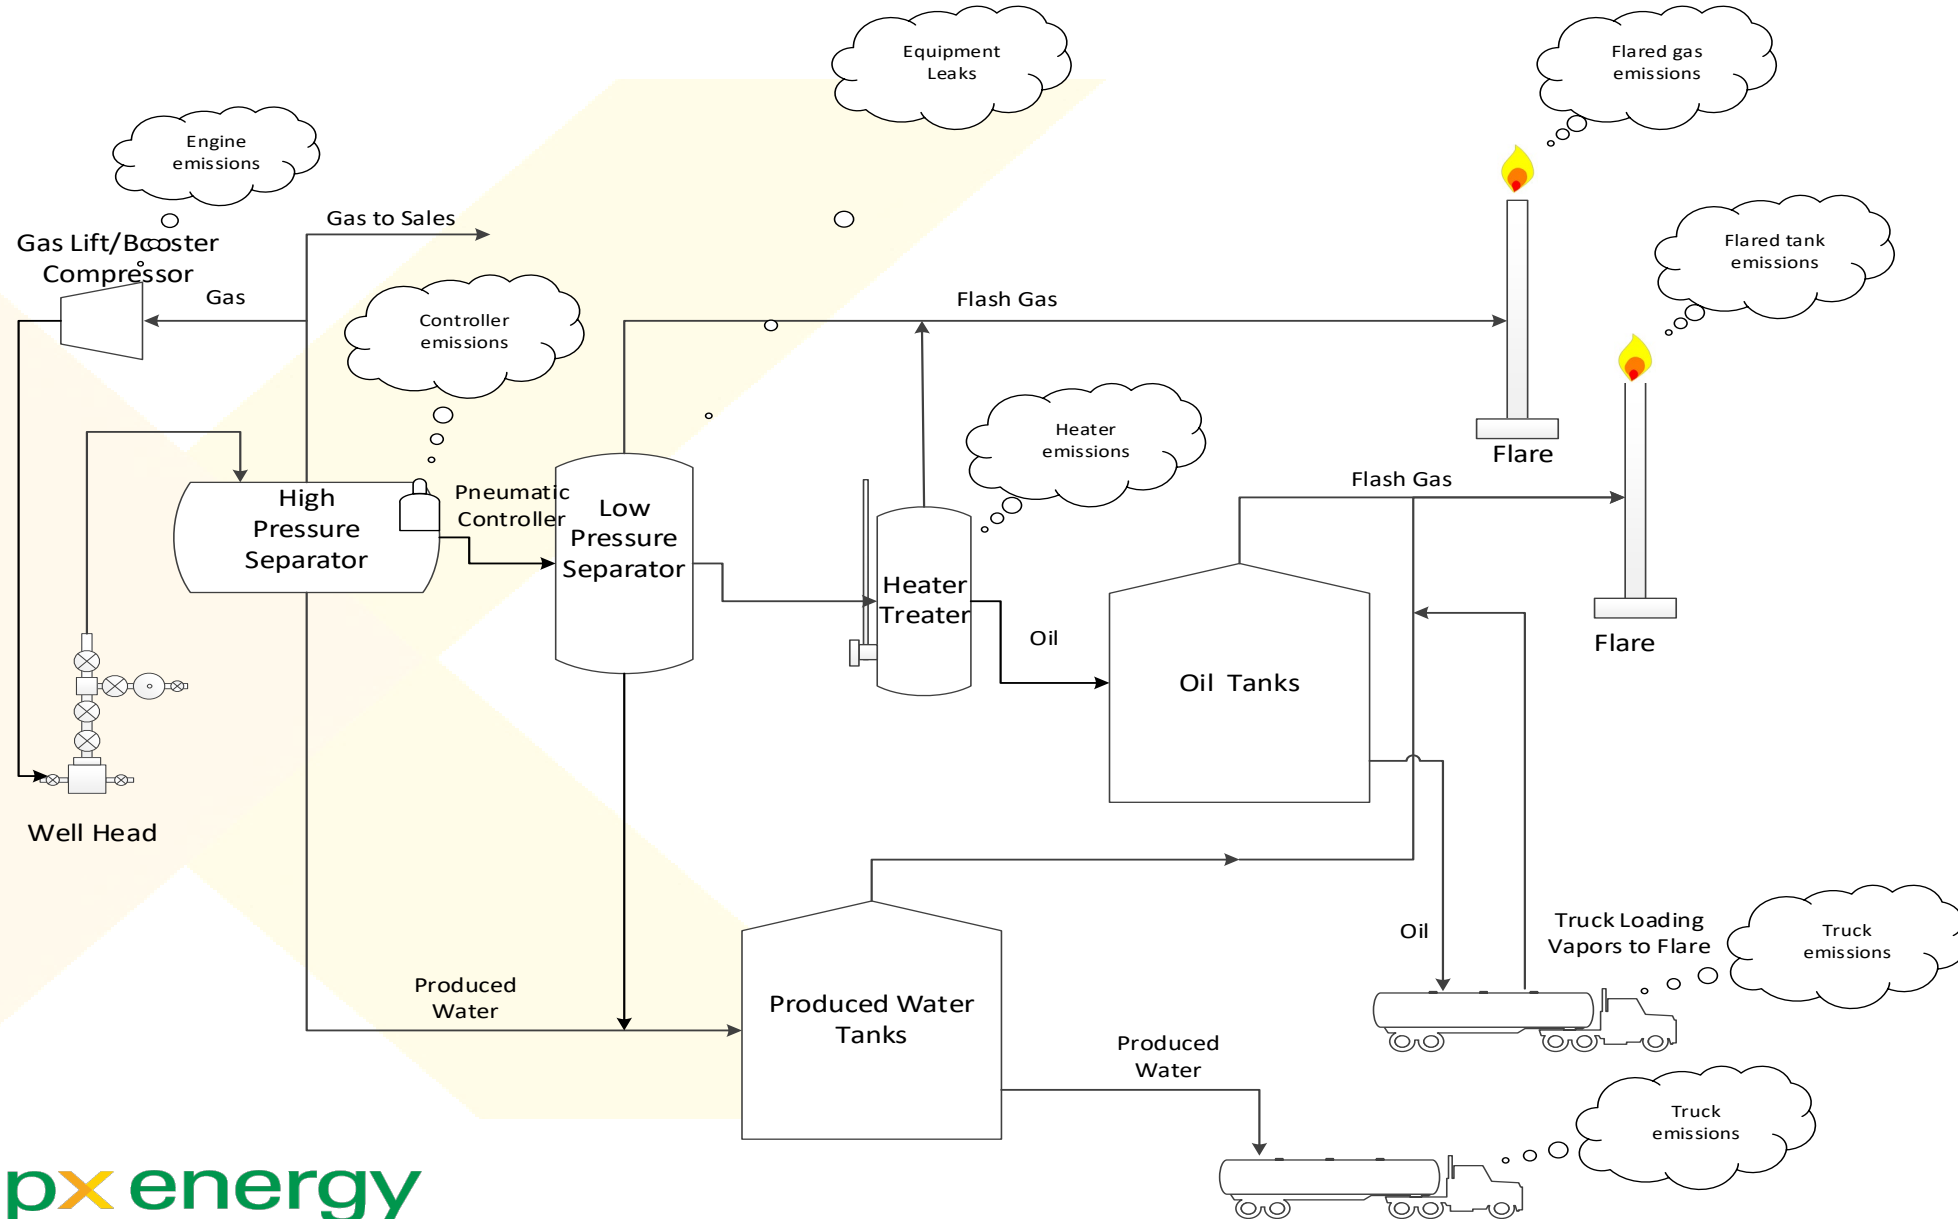 Equipment
Leaks
Flared gas
emissions
Engine
emissions
Gas to Sales
Gas Lift/Booster
Compressor
Gas
Flared tank
emissions
Controller
emissions
Flash Gas
Heater
emissions
Flare
Flash Gas
High
Pressure
Separator
Pneumatic
Controller
Low
Pressure
Separator
Heater
Treater
Oil
Flare
Oil Tanks
Well Head
Truck Loading
Vapors to Flare
Oil
Truck
emissions
Produced
Water
Produced Water
Tanks
Produced
Water
Truck
emissions
px energy